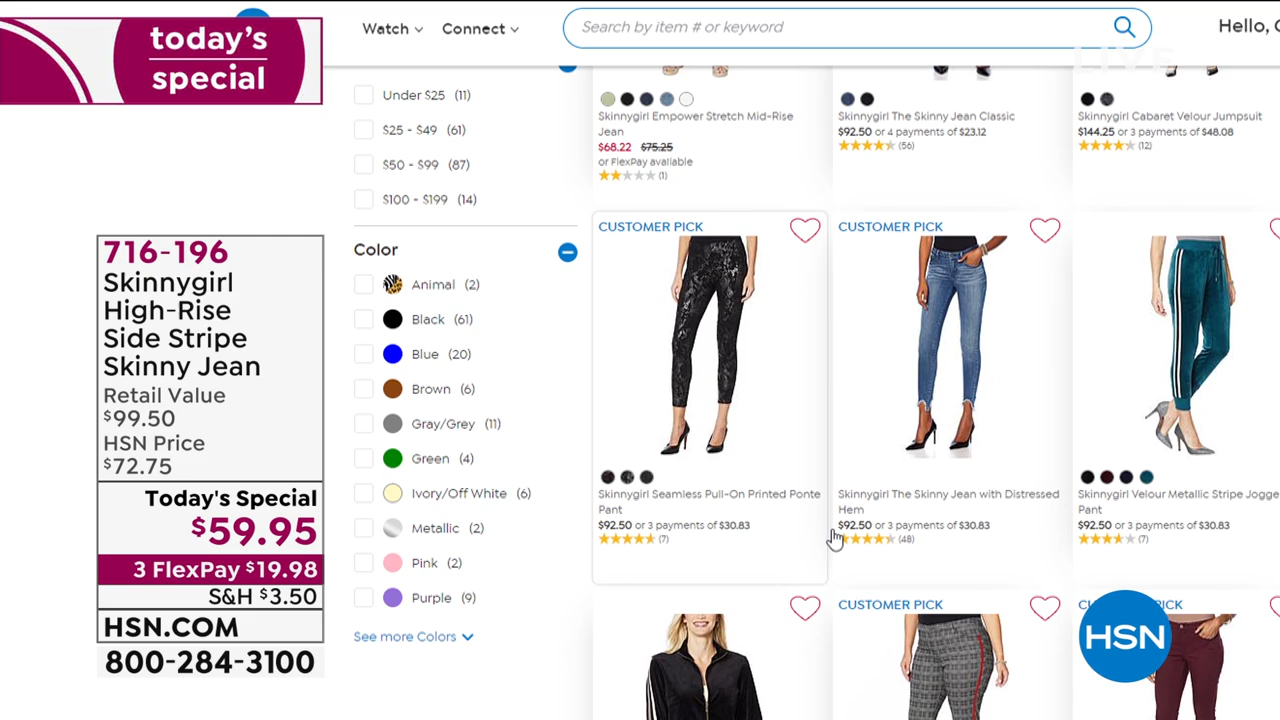 today's
special
Watch
Connect
Search by item # or keyword
Hello,
LIVE
716-196
Skinnygirl
High-Rise
Side Stripe
Skinny Jean
Retail Value
$99.50
HSN Price
$72.75
Today's Special
$59.95
3 FlexPay $19.98
S&H $3.50
HSN.COM
800-284-3100
Under $25 (11)
$25 - $49 (61)
$50 - $99 (87)
$100 - $199 (14)
Color
Animal (2)
Black (61)
Blue (20)
Brown (6)
Gray/Grey (11)
Green (4)
Ivory/Off White (6)
Metallic (2)
Pink (2)
Purple (9)
See more Colors
Skinnygirl Empower Stretch Mid-Rise
Jean
$68.22 $75.25
or FlexPay available
(1)
Skinnygirl The Skinny Jean Classic
$92.50 or 4 payments of $23.12
(56)
Skinnygirl Cabaret Velour Jumpsuit
$144.25 or 3 payments of $48.08
(12)
CUSTOMER PICK
Skinnygirl Seamless Pull-On Printed Ponte
Pant
$92.50 or 3 payments of $30.83
(7)
CUSTOMER PICK
Skinnygirl The Skinny Jean with Distressed
Hem
$92.50 or 3 payments of $30.83
(48)
Skinnygirl Velour Metallic Stripe Jogge
Pant
$92.50 or 3 payments of $30.83
(7)
CUSTOMER PICK
PICK
HSN